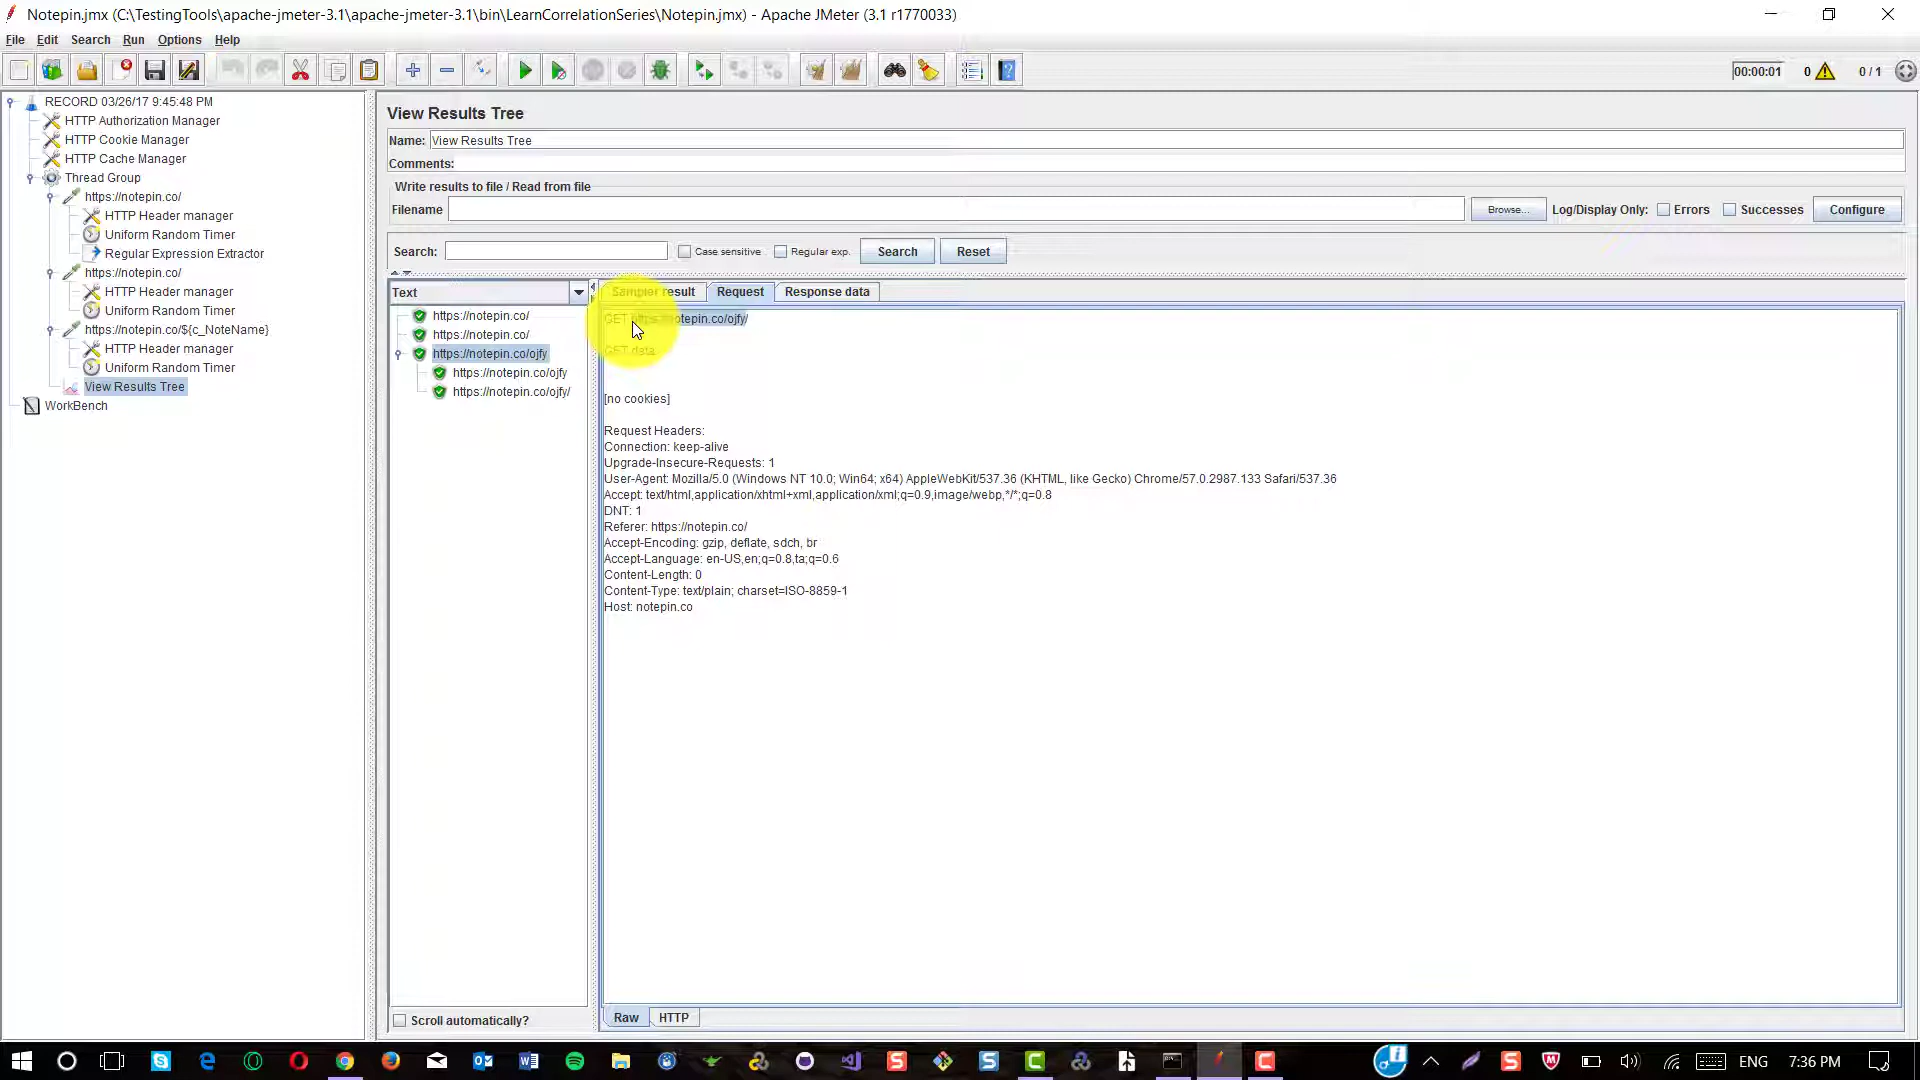 Notepin.jmx (C:\TestingTools\apache-jmeter-3.1\apache-jmeter-3.1\bin\LearnCorrelationSeries\Notepin.jmx) - Apache JMeter (3.1 r1770033)
File Edit Search Run Options Help
00:00:01 0 0 / 1
RECORD 03/26/17 9:45:48 PM
HTTP Authorization Manager
HTTP Cookie Manager
HTTP Cache Manager
Thread Group
https://notepin.co/
HTTP Header manager
Uniform Random Timer
Regular Expression Extractor
https://notepin.co/
HTTP Header manager
Uniform Random Timer
https://notepin.co/${c_NoteName}
HTTP Header manager
Uniform Random Timer
View Results Tree
WorkBench
View Results Tree
Name: View Results Tree
Comments:
Write results to file / Read from file
Filename Browse... Log/Display Only: Errors Successes Configure
Search: Case sensitive Regular exp. Search Reset
Text
https://notepin.co/
https://notepin.co/
https://notepin.co/ojfy
https://notepin.co/ojfy
https://notepin.co/ojfy/
Scroll automatically?
Sampler result Request Response data
GET https://notepin.co/ojfy/
GET data:
[no cookies]
Request Headers:
Connection: keep-alive
Upgrade-Insecure-Requests: 1
User-Agent: Mozilla/5.0 (Windows NT 10.0; Win64; x64) AppleWebKit/537.36 (KHTML, like Gecko) Chrome/57.0.2987.133 Safari/537.36
Accept: text/html,application/xhtml+xml,application/xml;q=0.9,image/webp,*/*;q=0.8
DNT: 1
Referer: https://notepin.co/
Accept-Encoding: gzip, deflate, sdch, br
Accept-Language: en-US,en;q=0.8,ta;q=0.6
Content-Length: 0
Content-Type: text/plain; charset=ISO-8859-1
Host: notepin.co
Raw HTTP
ENG 7:36 PM